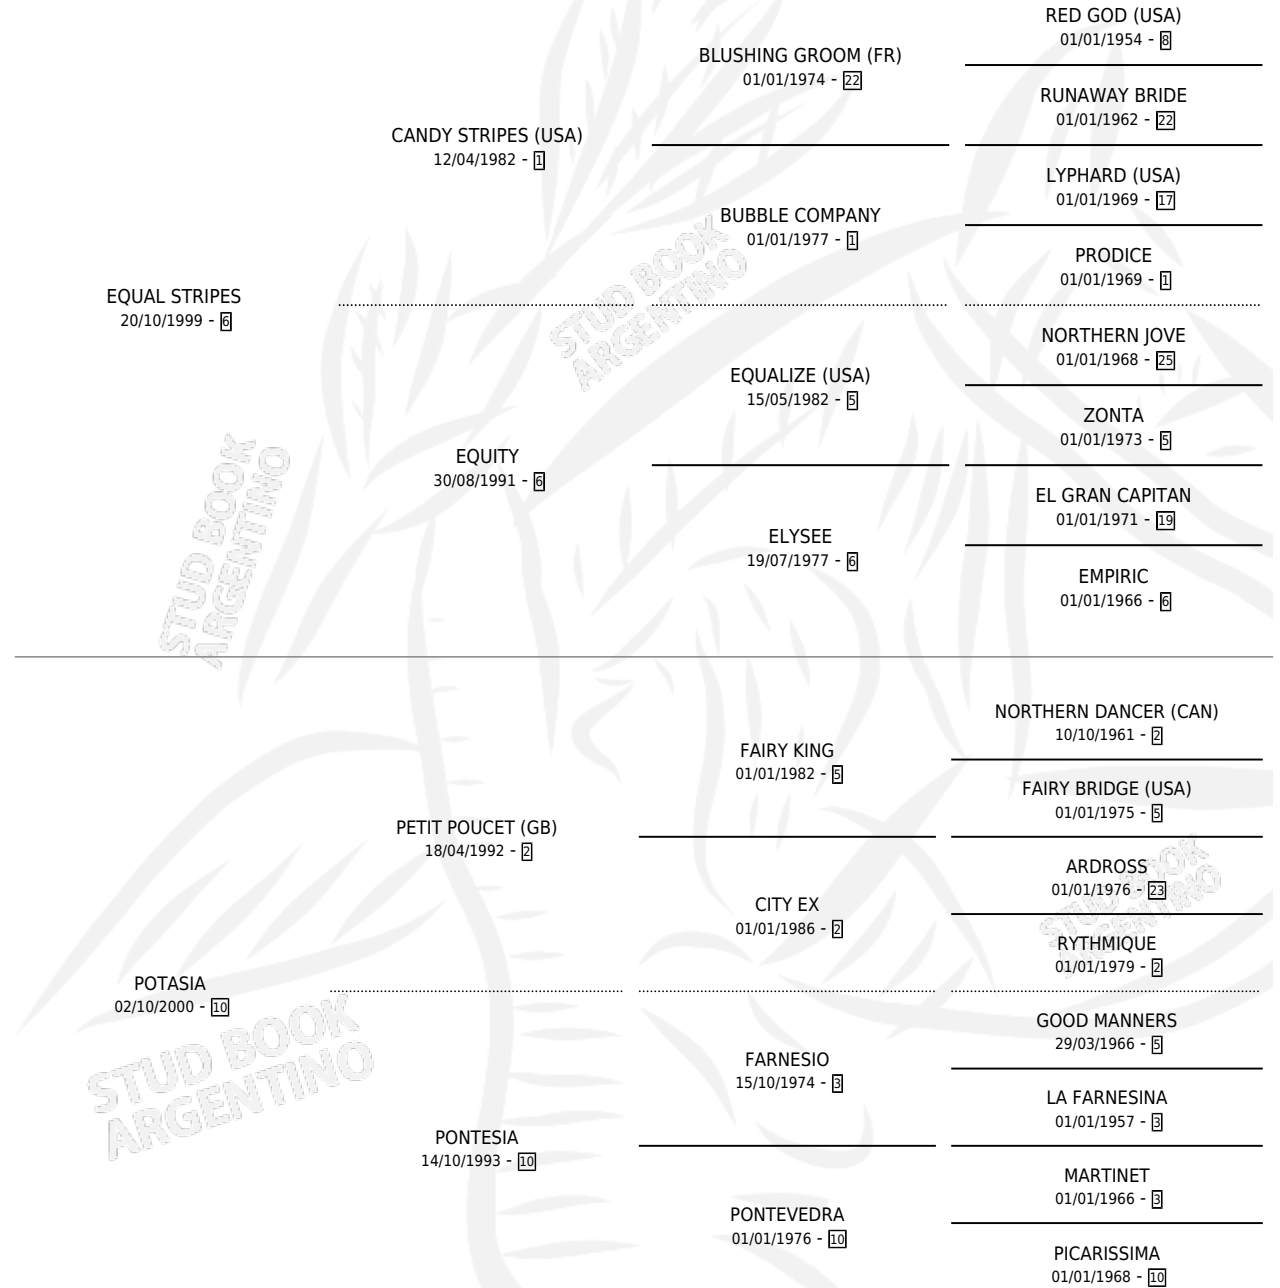 RED GOD (USA)
01/01/1954 - 8
BLUSHING GROOM (FR)
01/01/1974 - 22
RUNAWAY BRIDE
01/01/1962 - 22
CANDY STRIPES (USA)
12/04/1982 - 1
LYPHARD (USA)
01/01/1969 - 17
BUBBLE COMPANY
01/01/1977 - 1
PRODICE
01/01/1969 - 1
EQUAL STRIPES
20/10/1999 - 6
NORTHERN JOVE
01/01/1968 - 25
EQUALIZE (USA)
15/05/1982 - 5
ZONTA
01/01/1973 - 5
EQUITY
30/08/1991 - 6
EL GRAN CAPITAN
01/01/1971 - 19
ELYSEE
19/07/1977 - 6
EMPIRIC
01/01/1966 - 6
NORTHERN DANCER (CAN)
10/10/1961 - 2
FAIRY KING
01/01/1982 - 5
FAIRY BRIDGE (USA)
01/01/1975 - 5
PETIT POUCET (GB)
18/04/1992 - 2
ARDROSS
01/01/1976 - 23
CITY EX
01/01/1986 - 2
RYTHMIQUE
01/01/1979 - 2
POTASIA
02/10/2000 - 10
GOOD MANNERS
29/03/1966 - 5
FARNESIO
15/10/1974 - 3
LA FARNESINA
01/01/1957 - 3
PONTESIA
14/10/1993 - 10
MARTINET
01/01/1966 - 3
PONTEVEDRA
01/01/1976 - 10
PICARISSIMA
01/01/1968 - 10
STUD BOOK
ARGENTINO
STUD BOOK
ARGENTINO
STUD BOOK
ARGENTINO
STUD BOOK
ARGENTINO